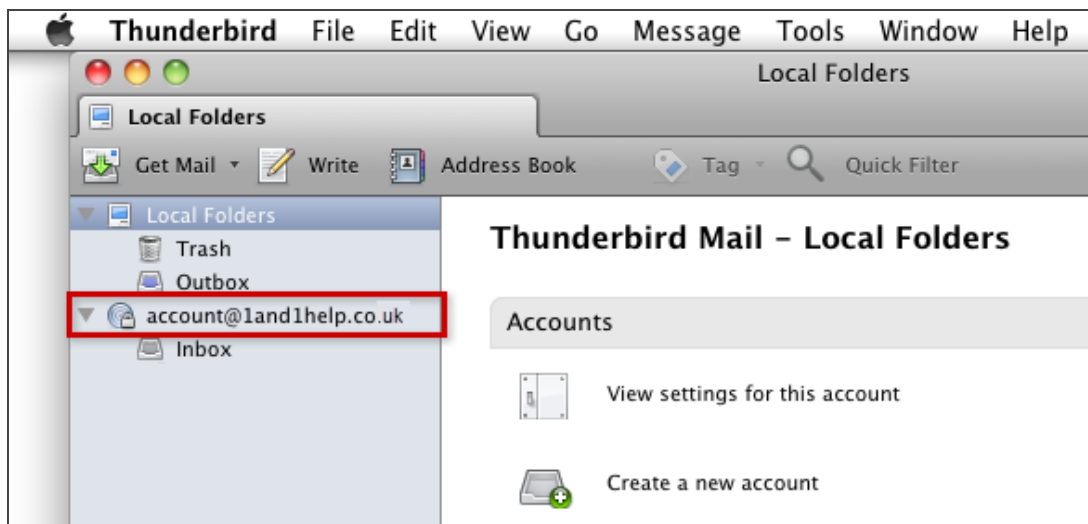 Thunderbird File Edit View Go Message Tools Window Help
Local Folders
Local Folders
Get Mail Write Address Book Tag Quick Filter
Local Folders
Trash
Outbox
account@1and1help.co.uk
Inbox
Thunderbird Mail – Local Folders
Accounts
View settings for this account
Create a new account